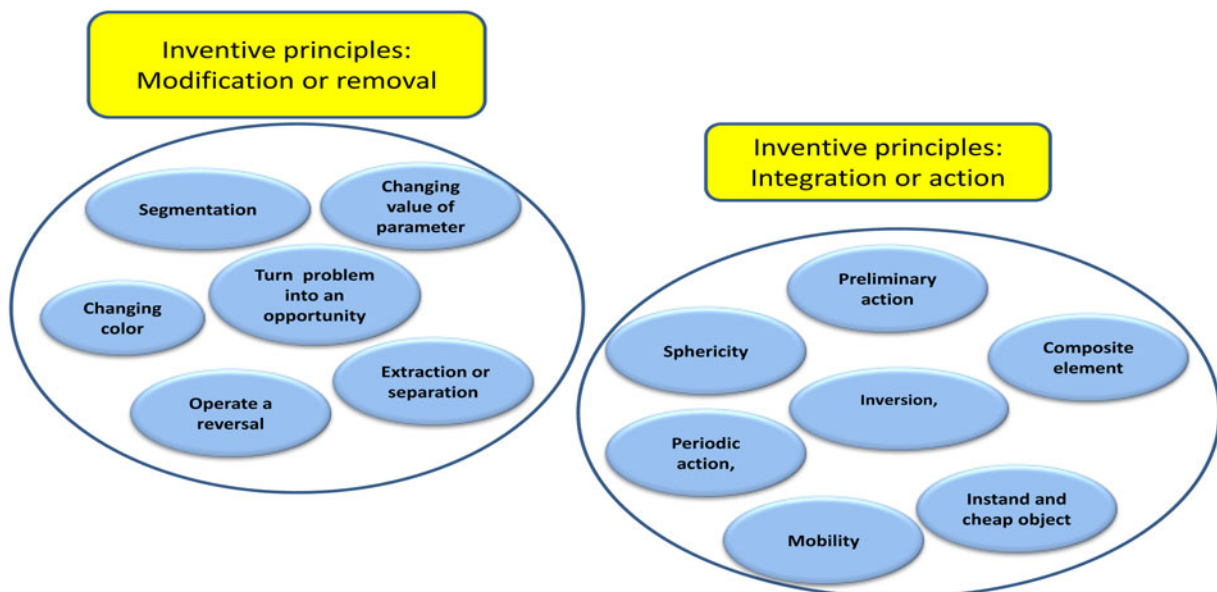 Inventive principles:
Modification or removal
Segmentation
Changing
value of
parameter
Turn problem
into an
opportunity
Changing
color
Extraction or
separation
Operate a
reversal
Inventive principles:
Integration or action
Preliminary
action
Sphericity
Composite
element
Inversion,
Periodic
action,
Instand and
cheap object
Mobility